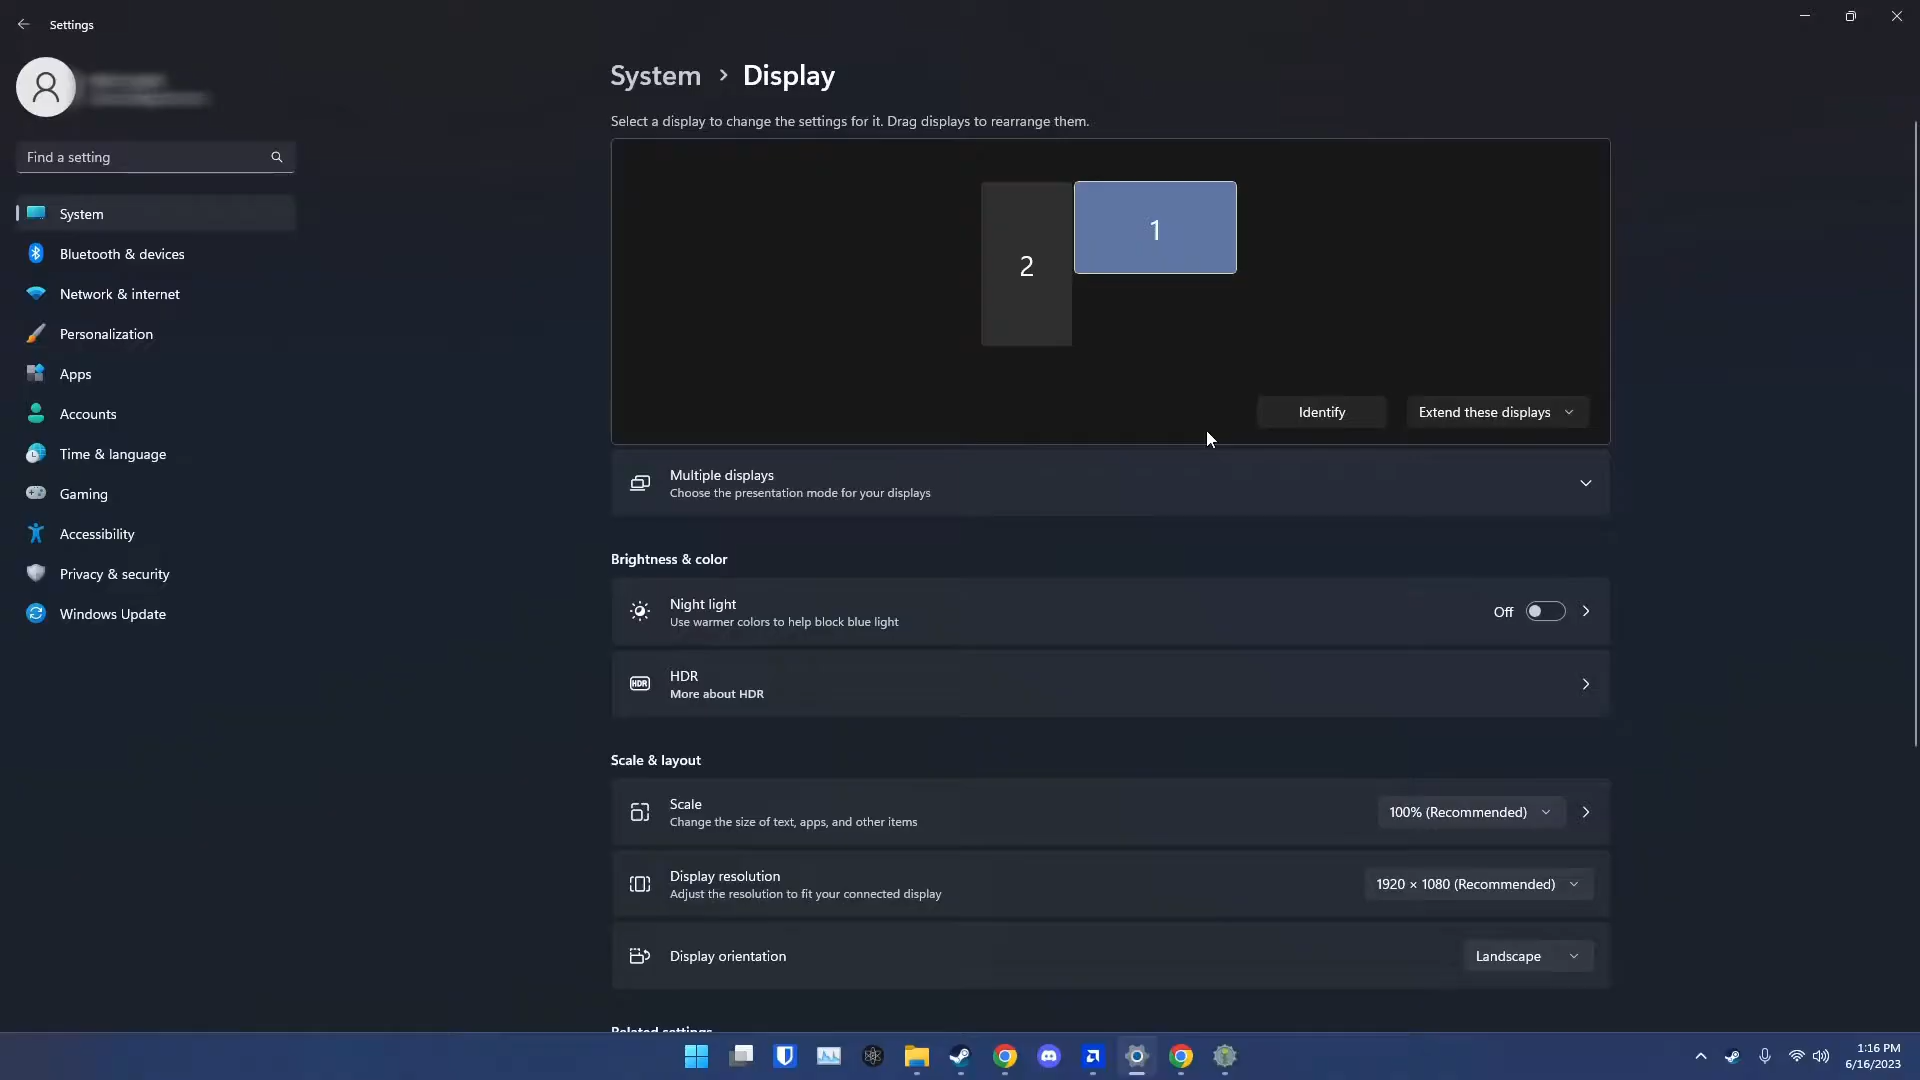 Settings
Find a setting
System
Bluetooth & devices
Network & internet
Personalization
Apps
Accounts
Time & language
Gaming
Accessibility
Privacy & security
Windows Update
System › Display
Select a display to change the settings for it. Drag displays to rearrange them.
2
1
Identify
Extend these displays
Multiple displays
Choose the presentation mode for your displays
Brightness & color
Night light
Use warmer colors to help block blue light
Off
HDR
HDR
More about HDR
Scale & layout
Scale
Change the size of text, apps, and other items
100% (Recommended)
Display resolution
Adjust the resolution to fit your connected display
1920 × 1080 (Recommended)
Display orientation
Landscape
Related settings
1:16 PM
6/16/2023